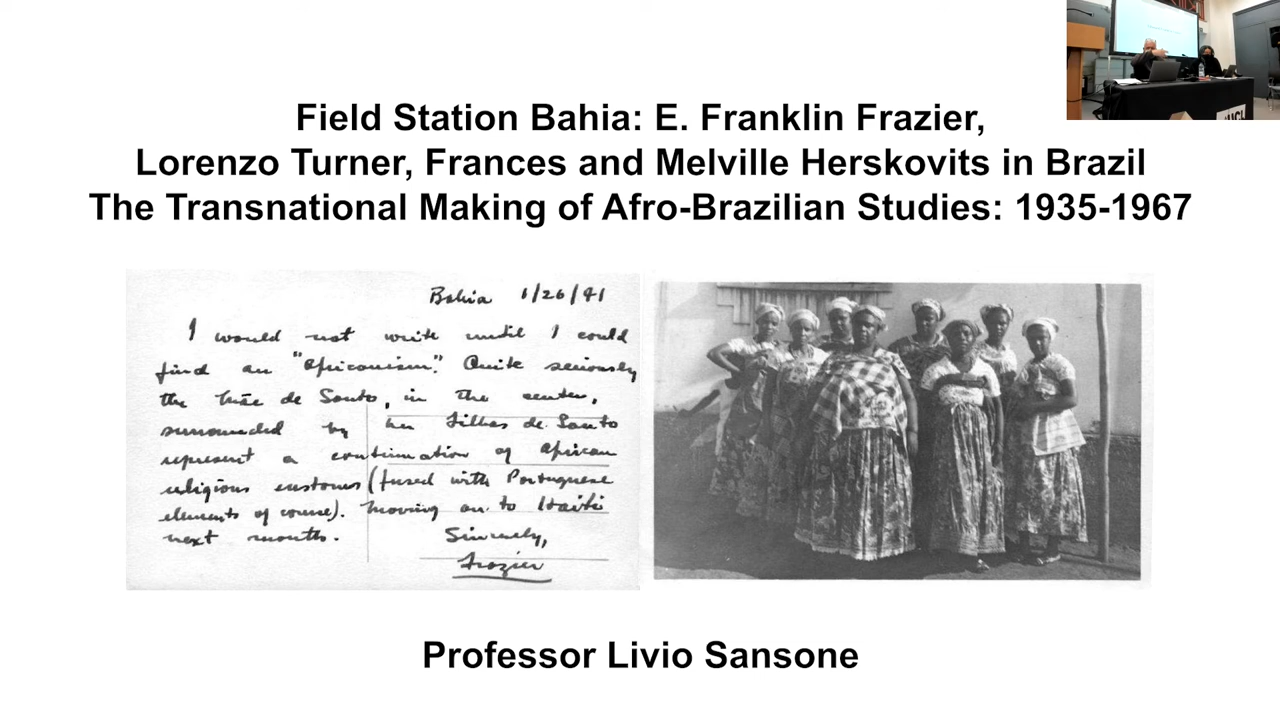 Field Station Bahia: E. Franklin Frazier,
Lorenzo Turner, Frances and Melville Herskovits in Brazil
The Transnational Making of Afro-Brazilian Studies: 1935-1967
Bahia 1/26/41
I would not write until I could
find an "Africanism". Quite seriously
the Mãe de Santo, in the center,
surrounded by her Filhas de Santo
represent a continuation of African
religious customs (fused with Portuguese
elements of course). Moving on to Haiti
next month.
Sincerely,
Frazier
Professor Livio Sansone